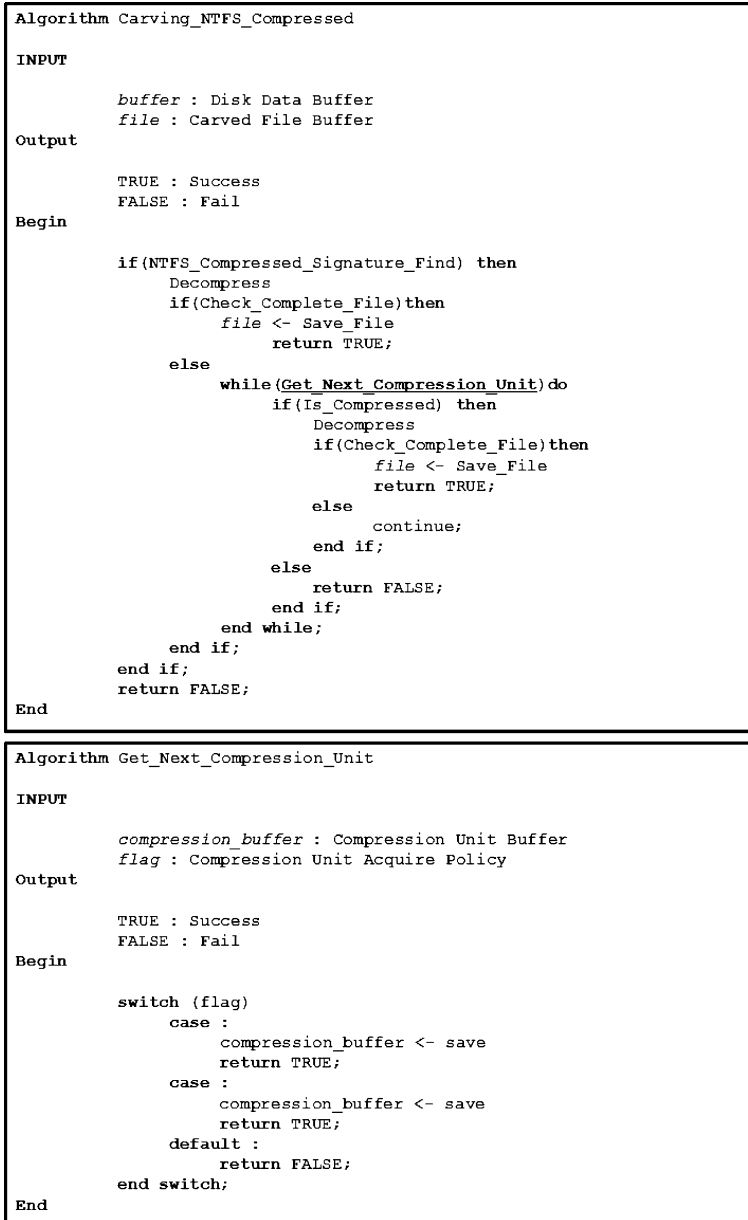 Algorithm Carving_NTFS_Compressed
INPUT
buffer : Disk Data Buffer
file : Carved File Buffer
Output
TRUE : Success
FALSE : Fail
Begin
if(NTFS_Compressed_Signature_Find) then
Decompress
if(Check_Complete_File)then
file <- Save_File
return TRUE;
else
while(Get_Next_Compression_Unit)do
if(Is_Compressed) then
Decompress
if(Check_Complete_File)then
file <- Save_File
return TRUE;
else
continue;
end if;
else
return FALSE;
end if;
end while;
end if;
end if;
return FALSE;
End
Algorithm Get_Next_Compression_Unit
INPUT
compression_buffer : Compression Unit Buffer
flag : Compression Unit Acquire Policy
Output
TRUE : Success
FALSE : Fail
Begin
switch (flag)
case :
compression_buffer <- save
return TRUE;
case :
compression_buffer <- save
return TRUE;
default :
return FALSE;
end switch;
End